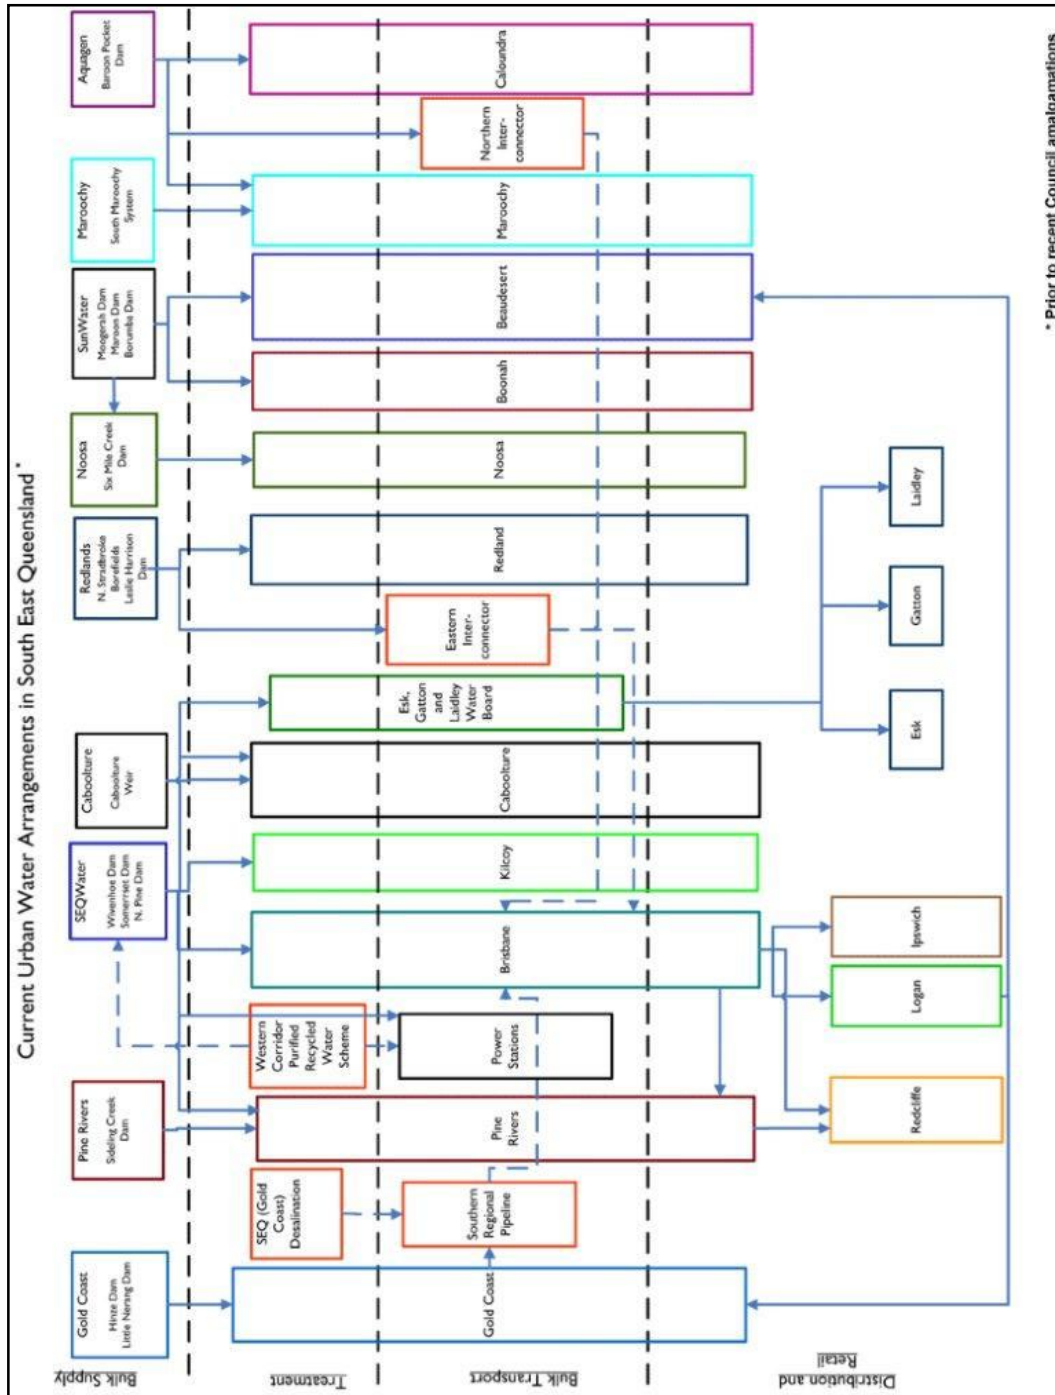 Current Urban Water Arrangements in South East Queensland *
Bulk Supply
Gold Coast
Hinze Dam
Little Nerang Dam
Pine Rivers
Sideling Creek
Dam
SEQWater
Wivenhoe Dam
Somerset Dam
N. Pine Dam
Caboolture
Caboolture
Weir
Redlands
N. Stradbroke
Borefields
Leslie Harrison
Dam
Noosa
Six Mile Creek
Dam
SunWater
Moogerah Dam
Maroon Dam
Borumba Dam
Maroochy
South Maroochy
System
Aquagen
Baroon Pocket
Dam
Treatment
SEQ (Gold
Coast)
Desalination
Western
Corridor
Purified
Recycled
Water
Scheme
Bulk Transport
Gold Coast
Southern
Regional
Pipeline
Pine
Rivers
Power
Stations
Brisbane
Kilcoy
Caboolture
Esk,
Gatton
and
Laidley
Water
Board
Eastern
Inter-
connector
Redland
Noosa
Boonah
Beaudesert
Maroochy
Northern
Inter-
connector
Caloundra
Distribution and
Retail
Redcliffe
Logan
Ipswich
Esk
Gatton
Laidley
* Prior to recent Council amalgamations